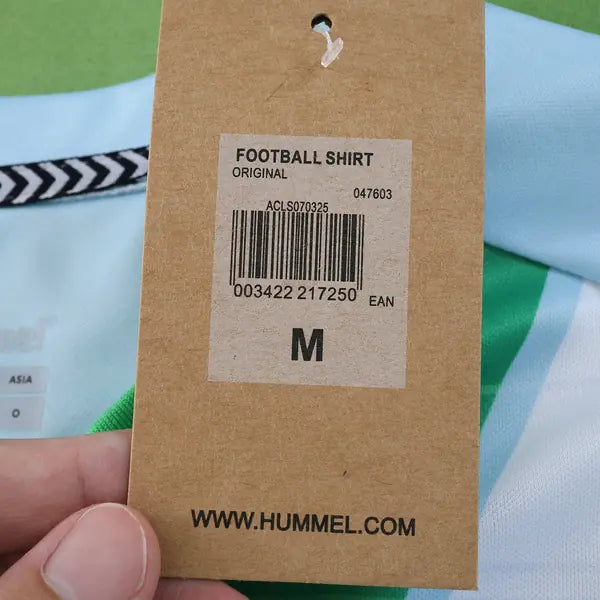 FOOTBALL SHIRT
ORIGINAL
047603
ACLS070325
003422 217250
EAN
M
WWW.HUMMEL.COM
ASIA
O